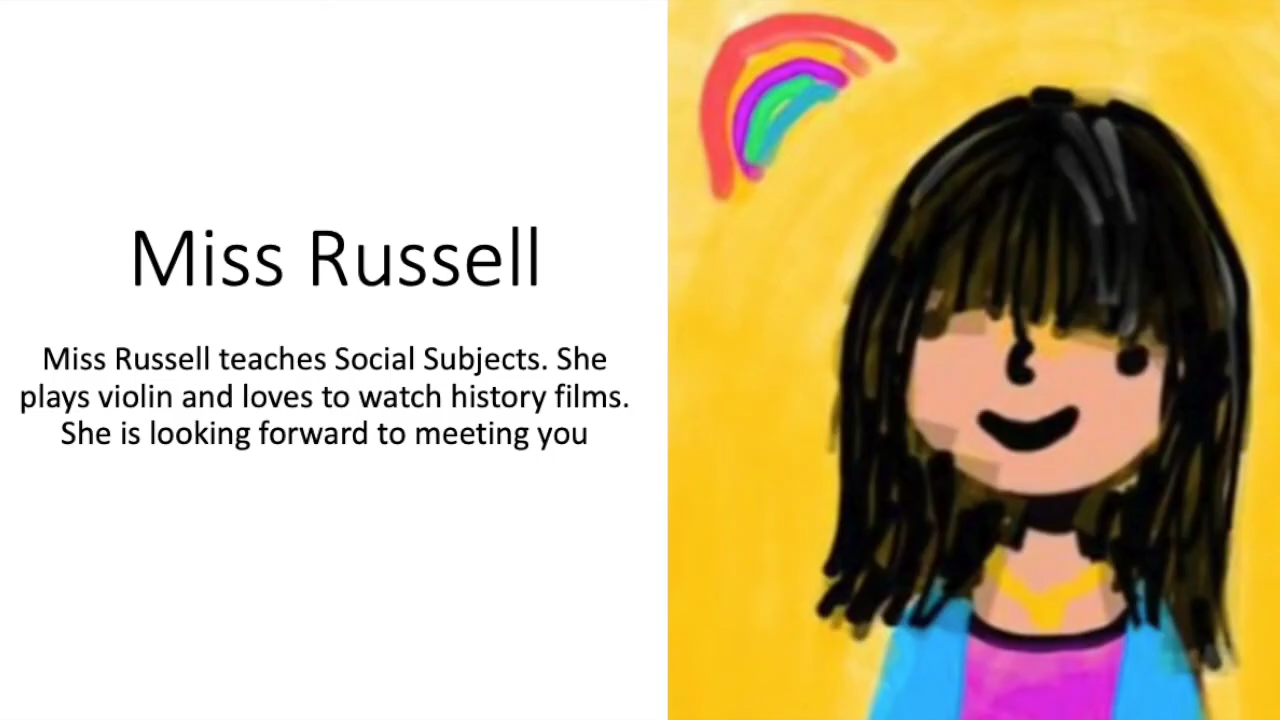 Miss Russell
Miss Russell teaches Social Subjects. She
plays violin and loves to watch history films.
She is looking forward to meeting you